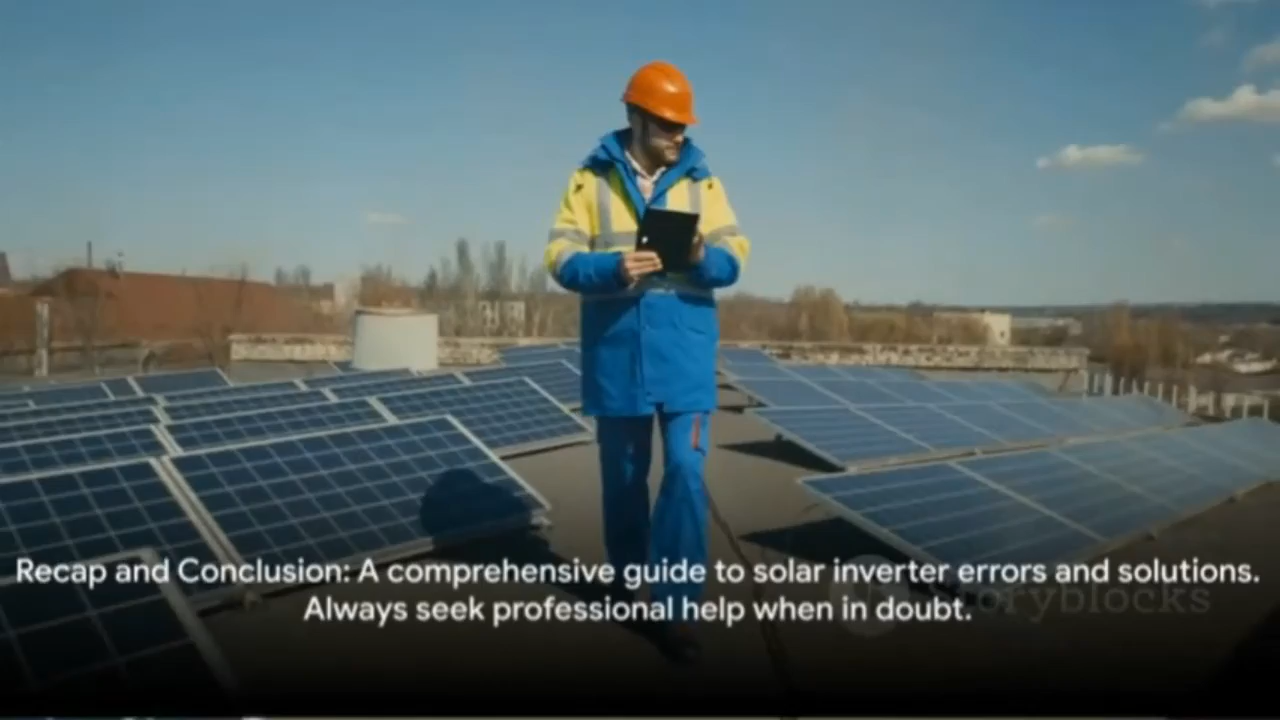 Recap and Conclusion: A comprehensive guide to solar inverter errors and solutions.
Always seek professional help when in doubt.